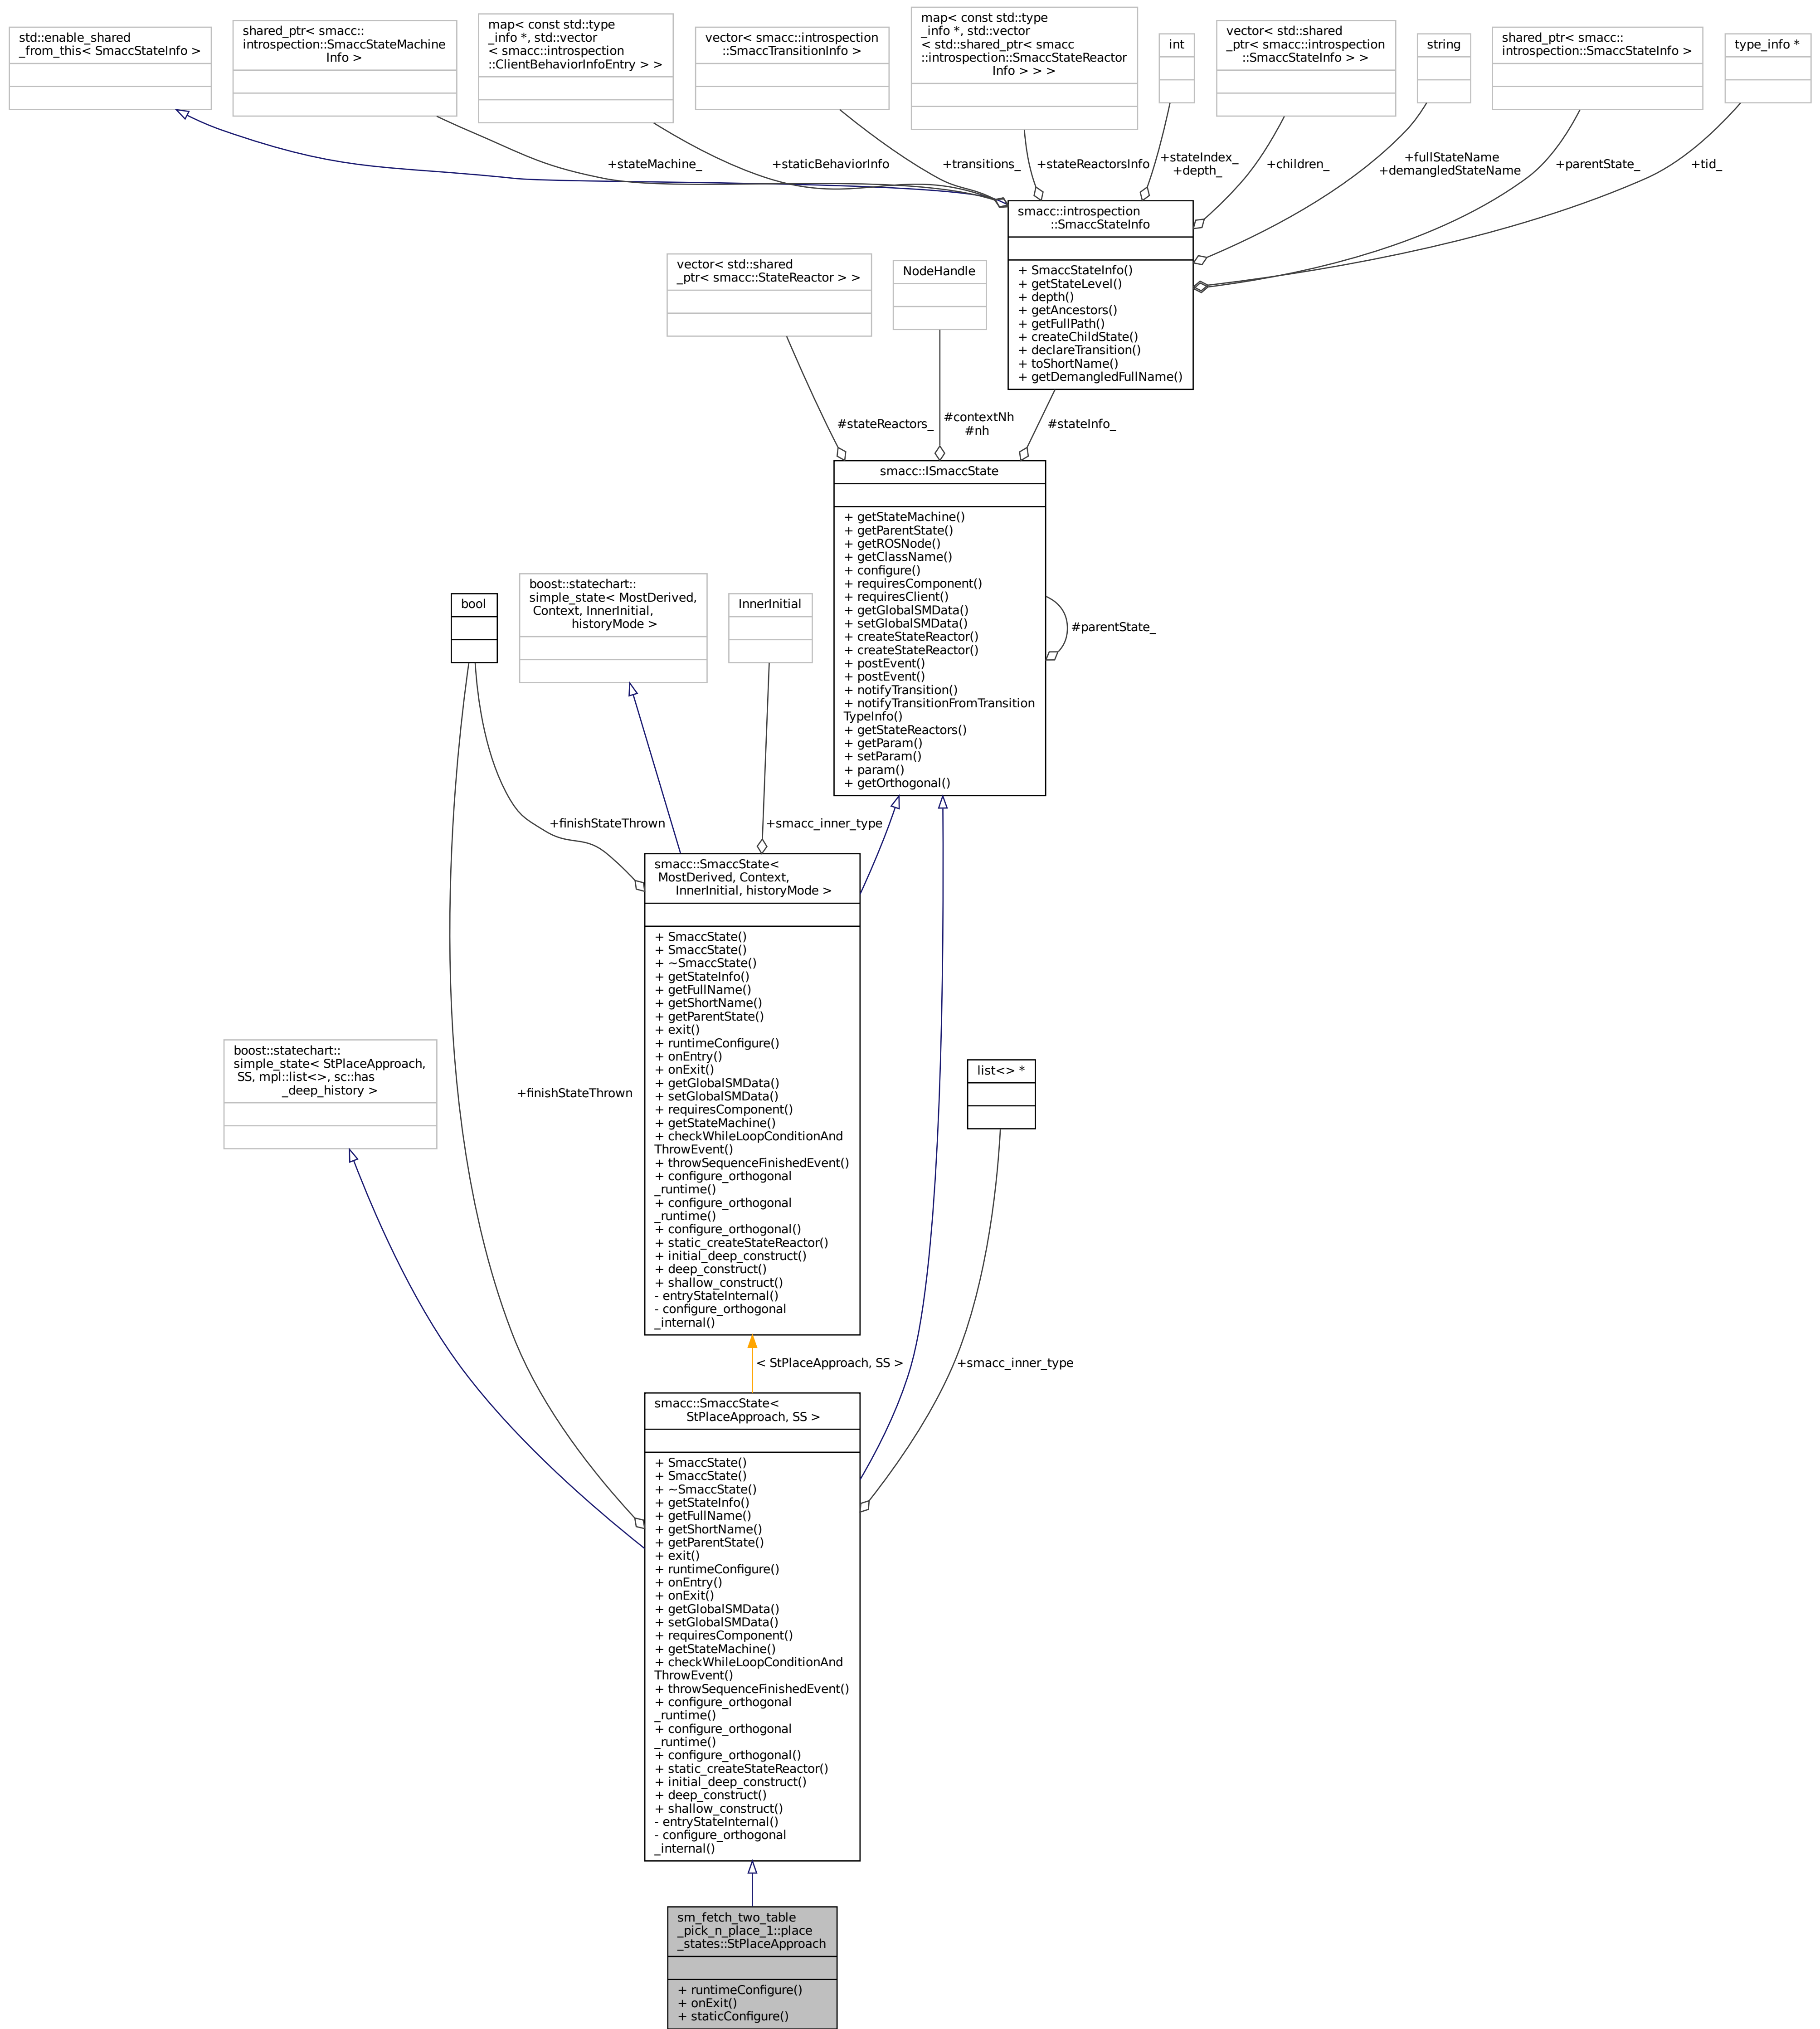 std::enable_shared
_from_this< SmaccStateInfo >
shared_ptr< smacc::
introspection::SmaccStateMachine
Info >
map< const std::type
_info *, std::vector
< smacc::introspection
::ClientBehaviorInfoEntry > >
vector< smacc::introspection
::SmaccTransitionInfo >
map< const std::type
_info *, std::vector
< std::shared_ptr< smacc
::introspection::SmaccStateReactor
Info > > >
int
vector< std::shared
_ptr< smacc::introspection
::SmaccStateInfo > >
string
shared_ptr< smacc::
introspection::SmaccStateInfo >
type_info *
+stateMachine_
+staticBehaviorInfo
+transitions_
+stateReactorsInfo
+stateIndex_
+depth_
+children_
+fullStateName
+demangledStateName
+parentState_
+tid_
smacc::introspection
::SmaccStateInfo
+ SmaccStateInfo()
+ getStateLevel()
+ depth()
+ getAncestors()
+ getFullPath()
+ createChildState()
+ declareTransition()
+ toShortName()
+ getDemangledFullName()
vector< std::shared
_ptr< smacc::StateReactor > >
NodeHandle
#stateReactors_
#contextNh
#nh
#stateInfo_
smacc::ISmaccState
+ getStateMachine()
+ getParentState()
+ getROSNode()
+ getClassName()
+ configure()
+ requiresComponent()
+ requiresClient()
+ getGlobalSMData()
+ setGlobalSMData()
+ createStateReactor()
+ createStateReactor()
+ postEvent()
+ postEvent()
+ notifyTransition()
+ notifyTransitionFromTransition
TypeInfo()
+ getStateReactors()
+ getParam()
+ setParam()
+ param()
+ getOrthogonal()
#parentState_
bool
boost::statechart::
simple_state< MostDerived,
Context, InnerInitial,
historyMode >
InnerInitial
+finishStateThrown
+smacc_inner_type
smacc::SmaccState<
MostDerived, Context,
InnerInitial, historyMode >
+ SmaccState()
+ SmaccState()
+ ~SmaccState()
+ getStateInfo()
+ getFullName()
+ getShortName()
+ getParentState()
+ exit()
+ runtimeConfigure()
+ onEntry()
+ onExit()
+ getGlobalSMData()
+ setGlobalSMData()
+ requiresComponent()
+ getStateMachine()
+ checkWhileLoopConditionAnd
ThrowEvent()
+ throwSequenceFinishedEvent()
+ configure_orthogonal
_runtime()
+ configure_orthogonal
_runtime()
+ configure_orthogonal()
+ static_createStateReactor()
+ initial_deep_construct()
+ deep_construct()
+ shallow_construct()
- entryStateInternal()
- configure_orthogonal
_internal()
boost::statechart::
simple_state< StPlaceApproach,
SS, mpl::list<>, sc::has
_deep_history >
+finishStateThrown
list<> *
< StPlaceApproach, SS >
+smacc_inner_type
smacc::SmaccState<
StPlaceApproach, SS >
+ SmaccState()
+ SmaccState()
+ ~SmaccState()
+ getStateInfo()
+ getFullName()
+ getShortName()
+ getParentState()
+ exit()
+ runtimeConfigure()
+ onEntry()
+ onExit()
+ getGlobalSMData()
+ setGlobalSMData()
+ requiresComponent()
+ getStateMachine()
+ checkWhileLoopConditionAnd
ThrowEvent()
+ throwSequenceFinishedEvent()
+ configure_orthogonal
_runtime()
+ configure_orthogonal
_runtime()
+ configure_orthogonal()
+ static_createStateReactor()
+ initial_deep_construct()
+ deep_construct()
+ shallow_construct()
- entryStateInternal()
- configure_orthogonal
_internal()
sm_fetch_two_table
_pick_n_place_1::place
_states::StPlaceApproach
+ runtimeConfigure()
+ onExit()
+ staticConfigure()